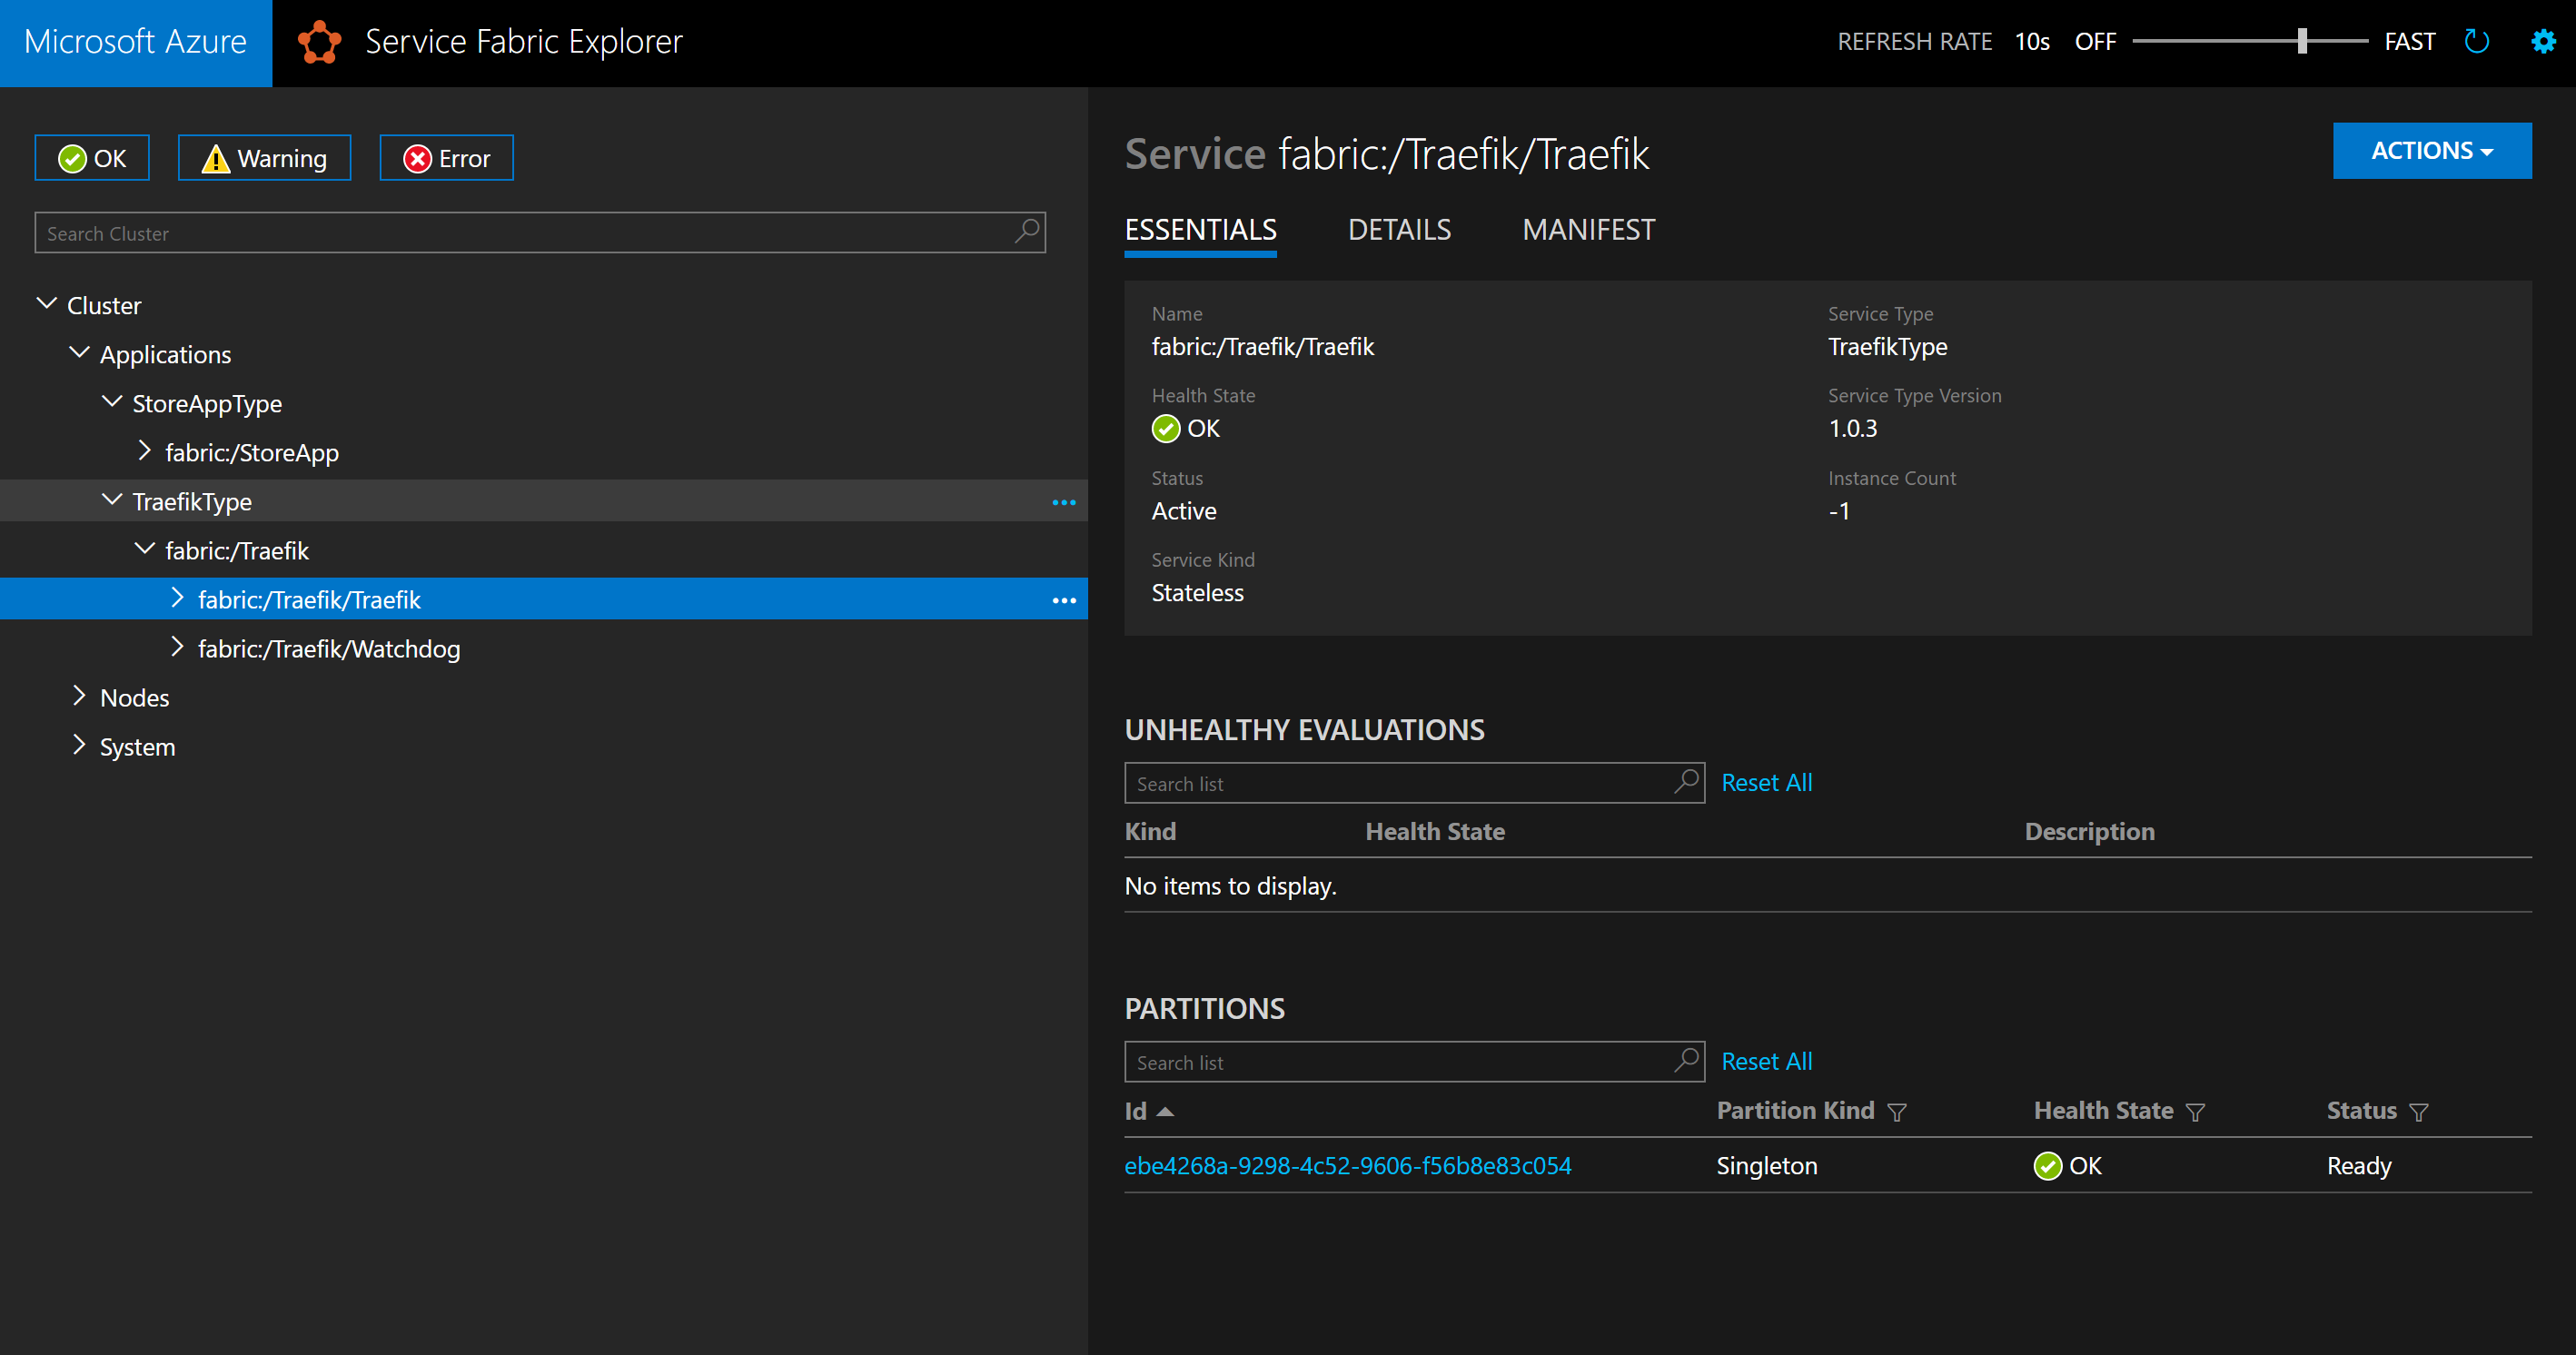 Microsoft Azure
Service Fabric Explorer
REFRESH RATE 10s OFF FAST
OK Warning Error
Search Cluster
Cluster
Applications
StoreAppType
fabric:/StoreApp
TraefikType
fabric:/Traefik
fabric:/Traefik/Traefik
fabric:/Traefik/Watchdog
Nodes
System
Service fabric:/Traefik/Traefik
ACTIONS
ESSENTIALS DETAILS MANIFEST
Name
fabric:/Traefik/Traefik
Health State
OK
Status
Active
Service Kind
Stateless
Service Type
TraefikType
Service Type Version
1.0.3
Instance Count
-1
UNHEALTHY EVALUATIONS
Search list Reset All
Kind Health State Description
No items to display.
PARTITIONS
Search list Reset All
Id Partition Kind Health State Status
ebe4268a-9298-4c52-9606-f56b8e83c054 Singleton OK Ready